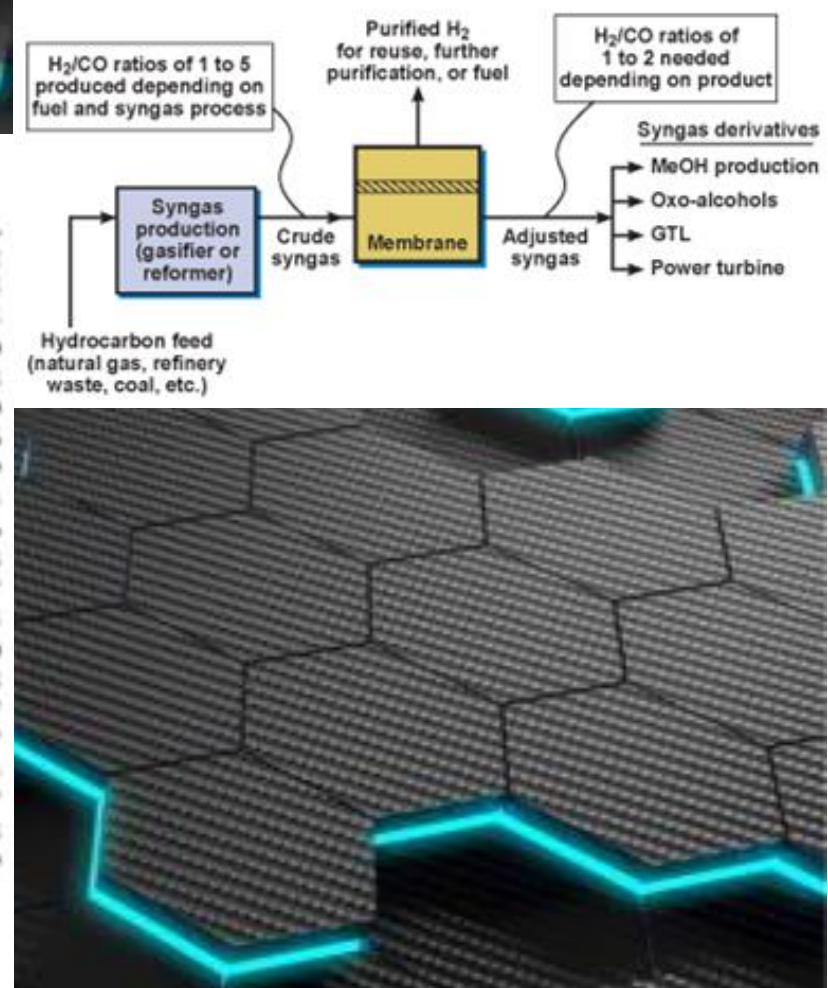 H₂/CO ratios of 1 to 5
produced depending on
fuel and syngas process
Purified H₂
for reuse, further
purification, or fuel
H₂/CO ratios of
1 to 2 needed
depending on product
Syngas derivatives
MeOH production
Oxo-alcohols
GTL
Power turbine
Syngas
production
(gasifier or
reformer)
Crude
syngas
Membrane
Adjusted
syngas
Hydrocarbon feed
(natural gas, refinery
waste, coal, etc.)